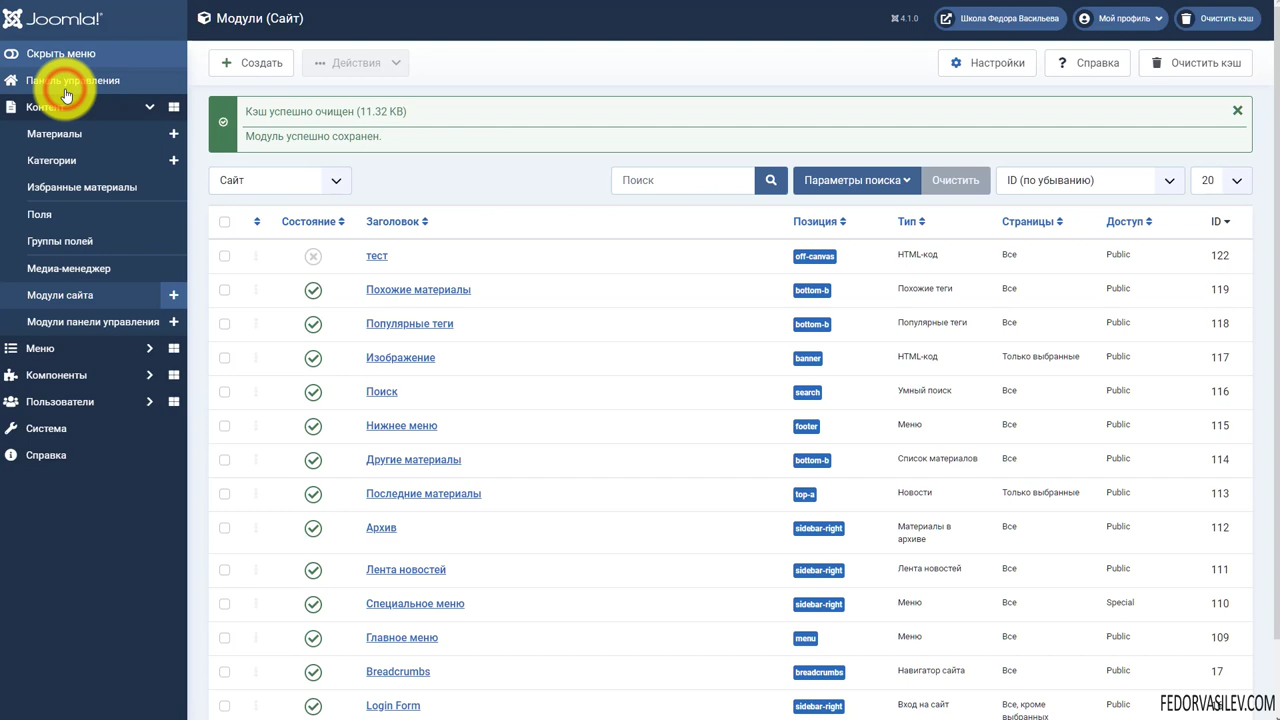 Joomla!
Модули (Сайт)
4.1.0
Школа Федора Васильева
Мой профиль
Очистить кэш
Скрыть меню
Панель управления
Материалы
Категории
Избранные материалы
Поля
Группы полей
Медиа-менеджер
Модули сайта
Модули панели управления
Меню
Компоненты
Пользователи
Система
Справка
Создать
Действия
Настройки
Справка
Очистить кэш
Кэш успешно очищен (11.32 KB)
Модуль успешно сохранен.
Сайт
Поиск
Параметры поиска
Очистить
ID (по убыванию)
20
Состояние Заголовок Позиция Тип Страницы Доступ ID
тест off-canvas HTML-код Все Public 122
Похожие материалы bottom-b Похожие теги Все Public 119
Популярные теги bottom-b Популярные теги Все Public 118
Изображение banner HTML-код Только выбранные Public 117
Поиск search Умный поиск Все Public 116
Нижнее меню footer Меню Все Public 115
Другие материалы bottom-b Список материалов Все Public 114
Последние материалы top-a Новости Только выбранные Public 113
Архив sidebar-right Материалы в архиве Все Public 112
Лента новостей sidebar-right Лента новостей Все Public 111
Специальное меню sidebar-right Меню Все Special 110
Главное меню menu Меню Все Public 109
Breadcrumbs breadcrumbs Навигатор сайта Все Public 17
Login Form sidebar-right Вход на сайт Все, кроме выбранных Public
FEDORVASILEV.COM